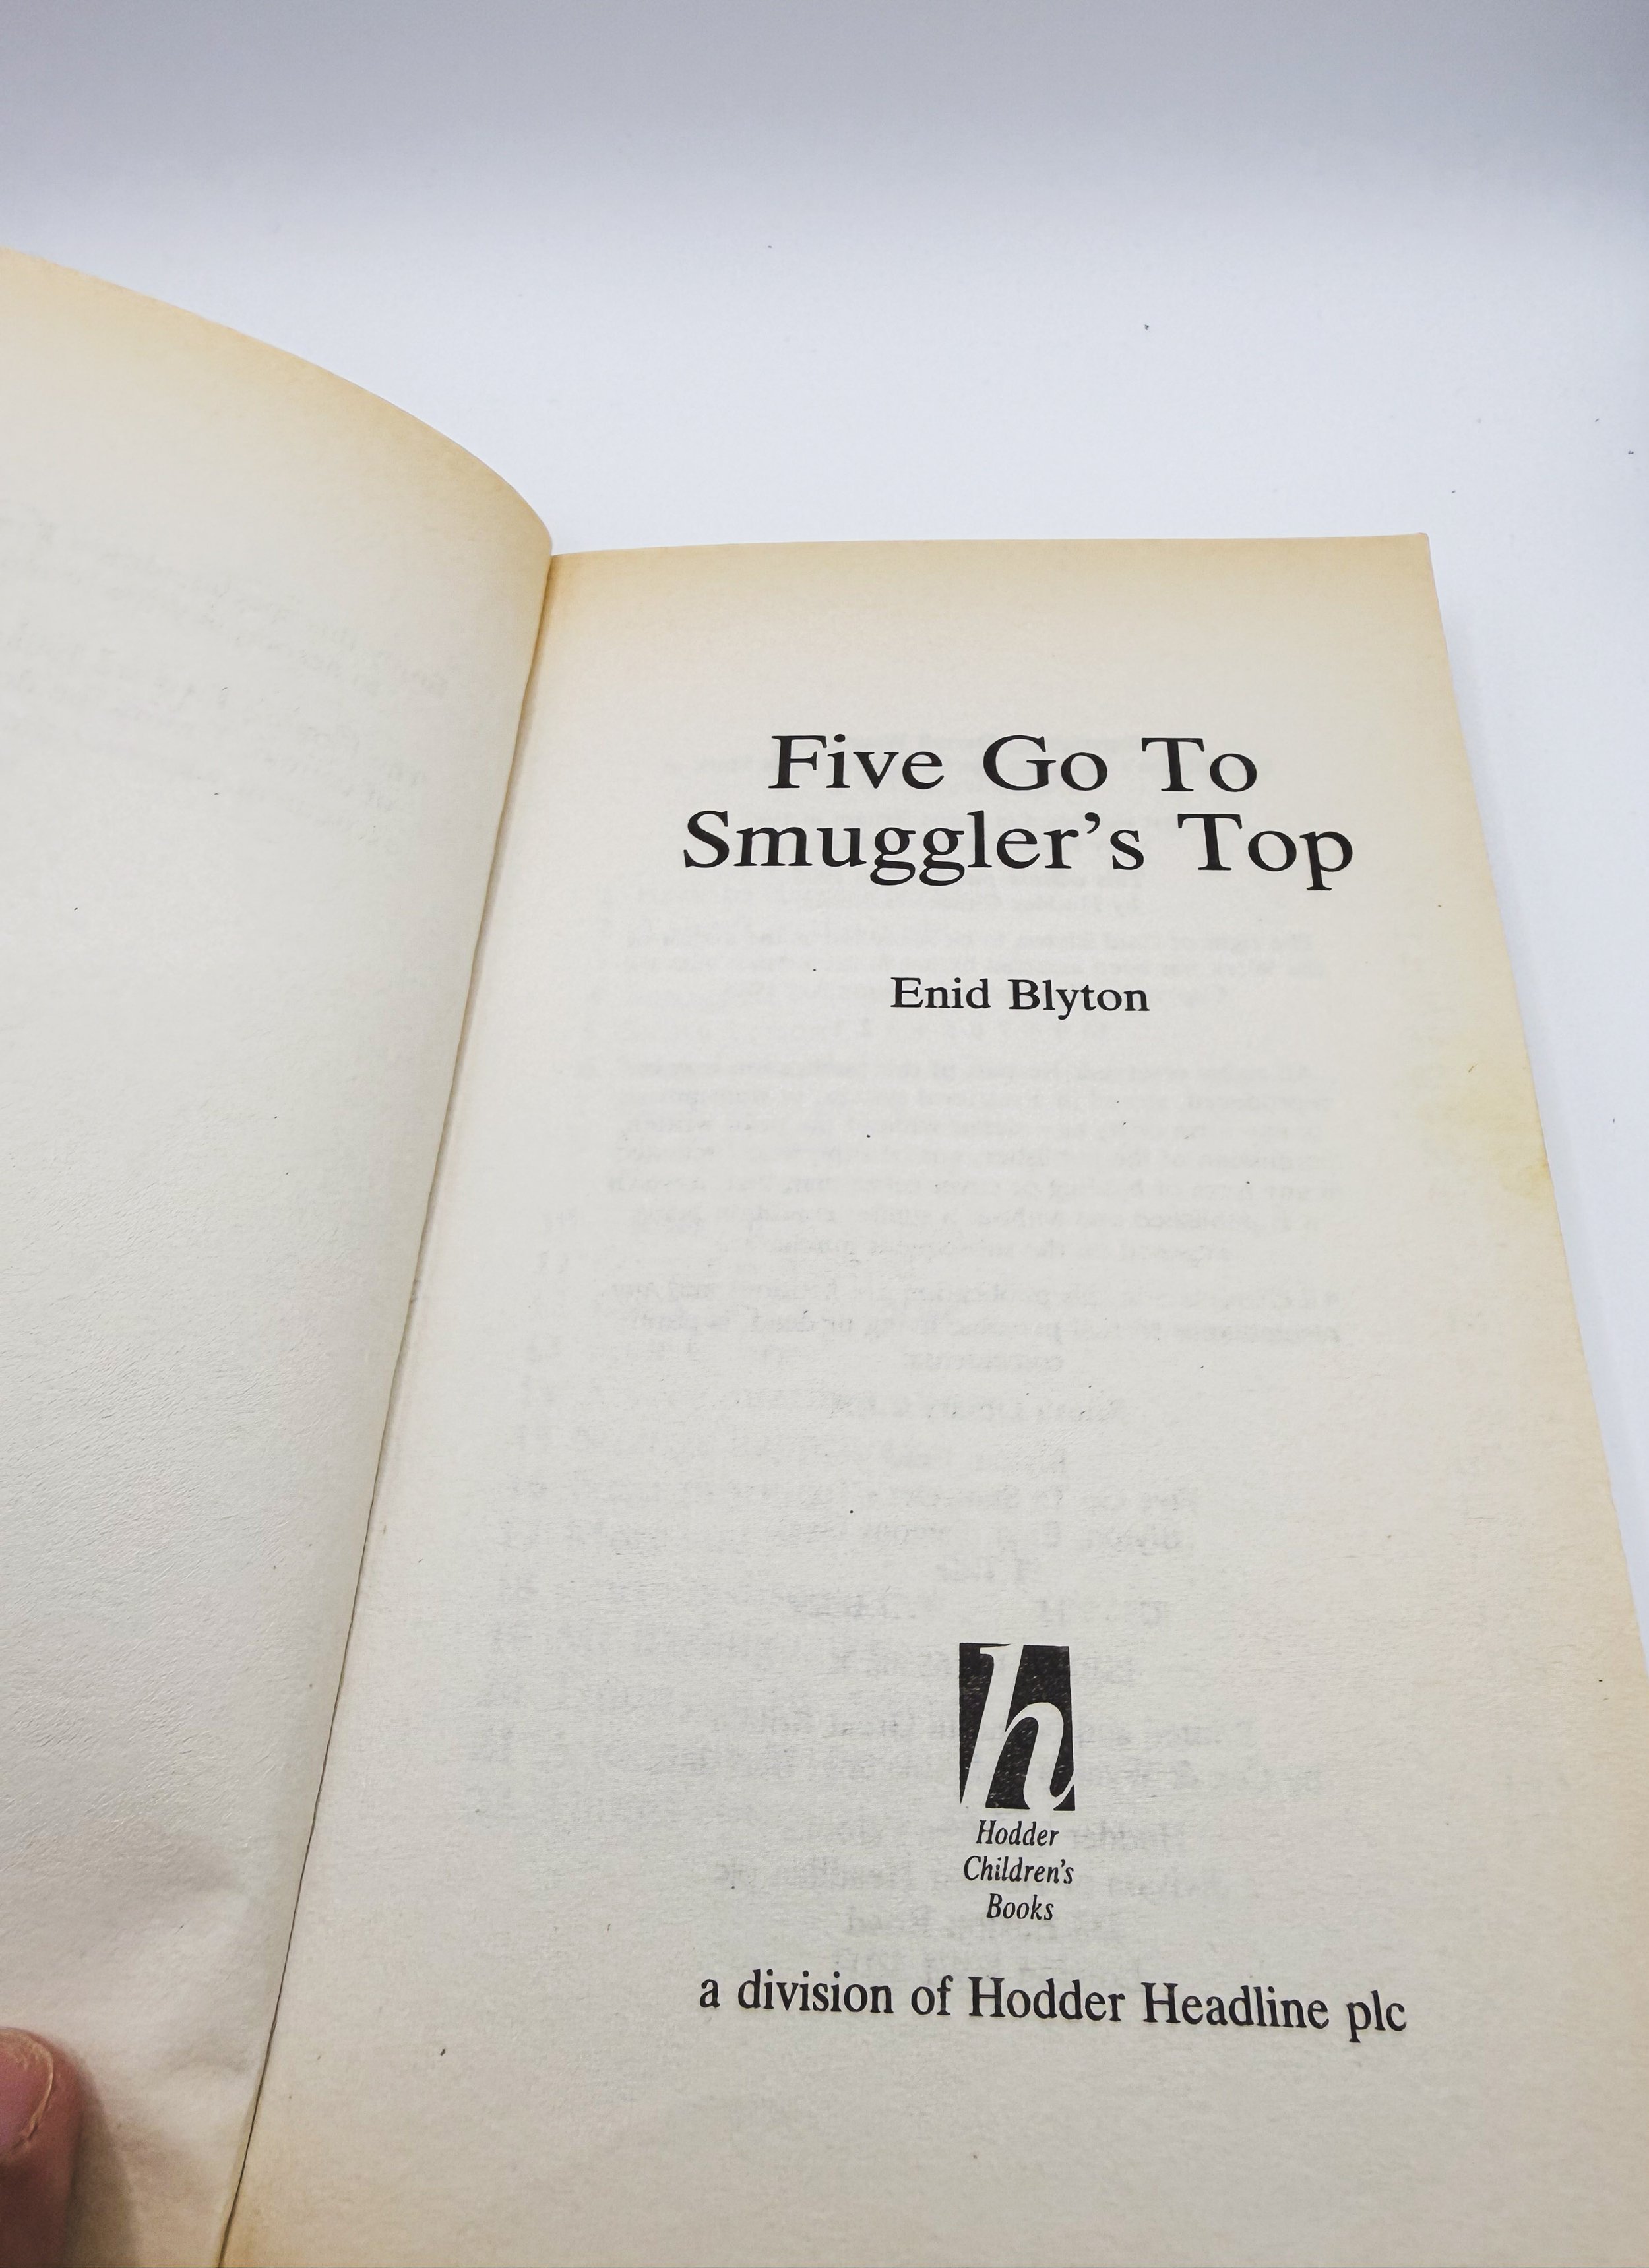 Five Go To
Smuggler's Top
Enid Blyton
h
Hodder
Children's
Books
a division of Hodder Headline plc